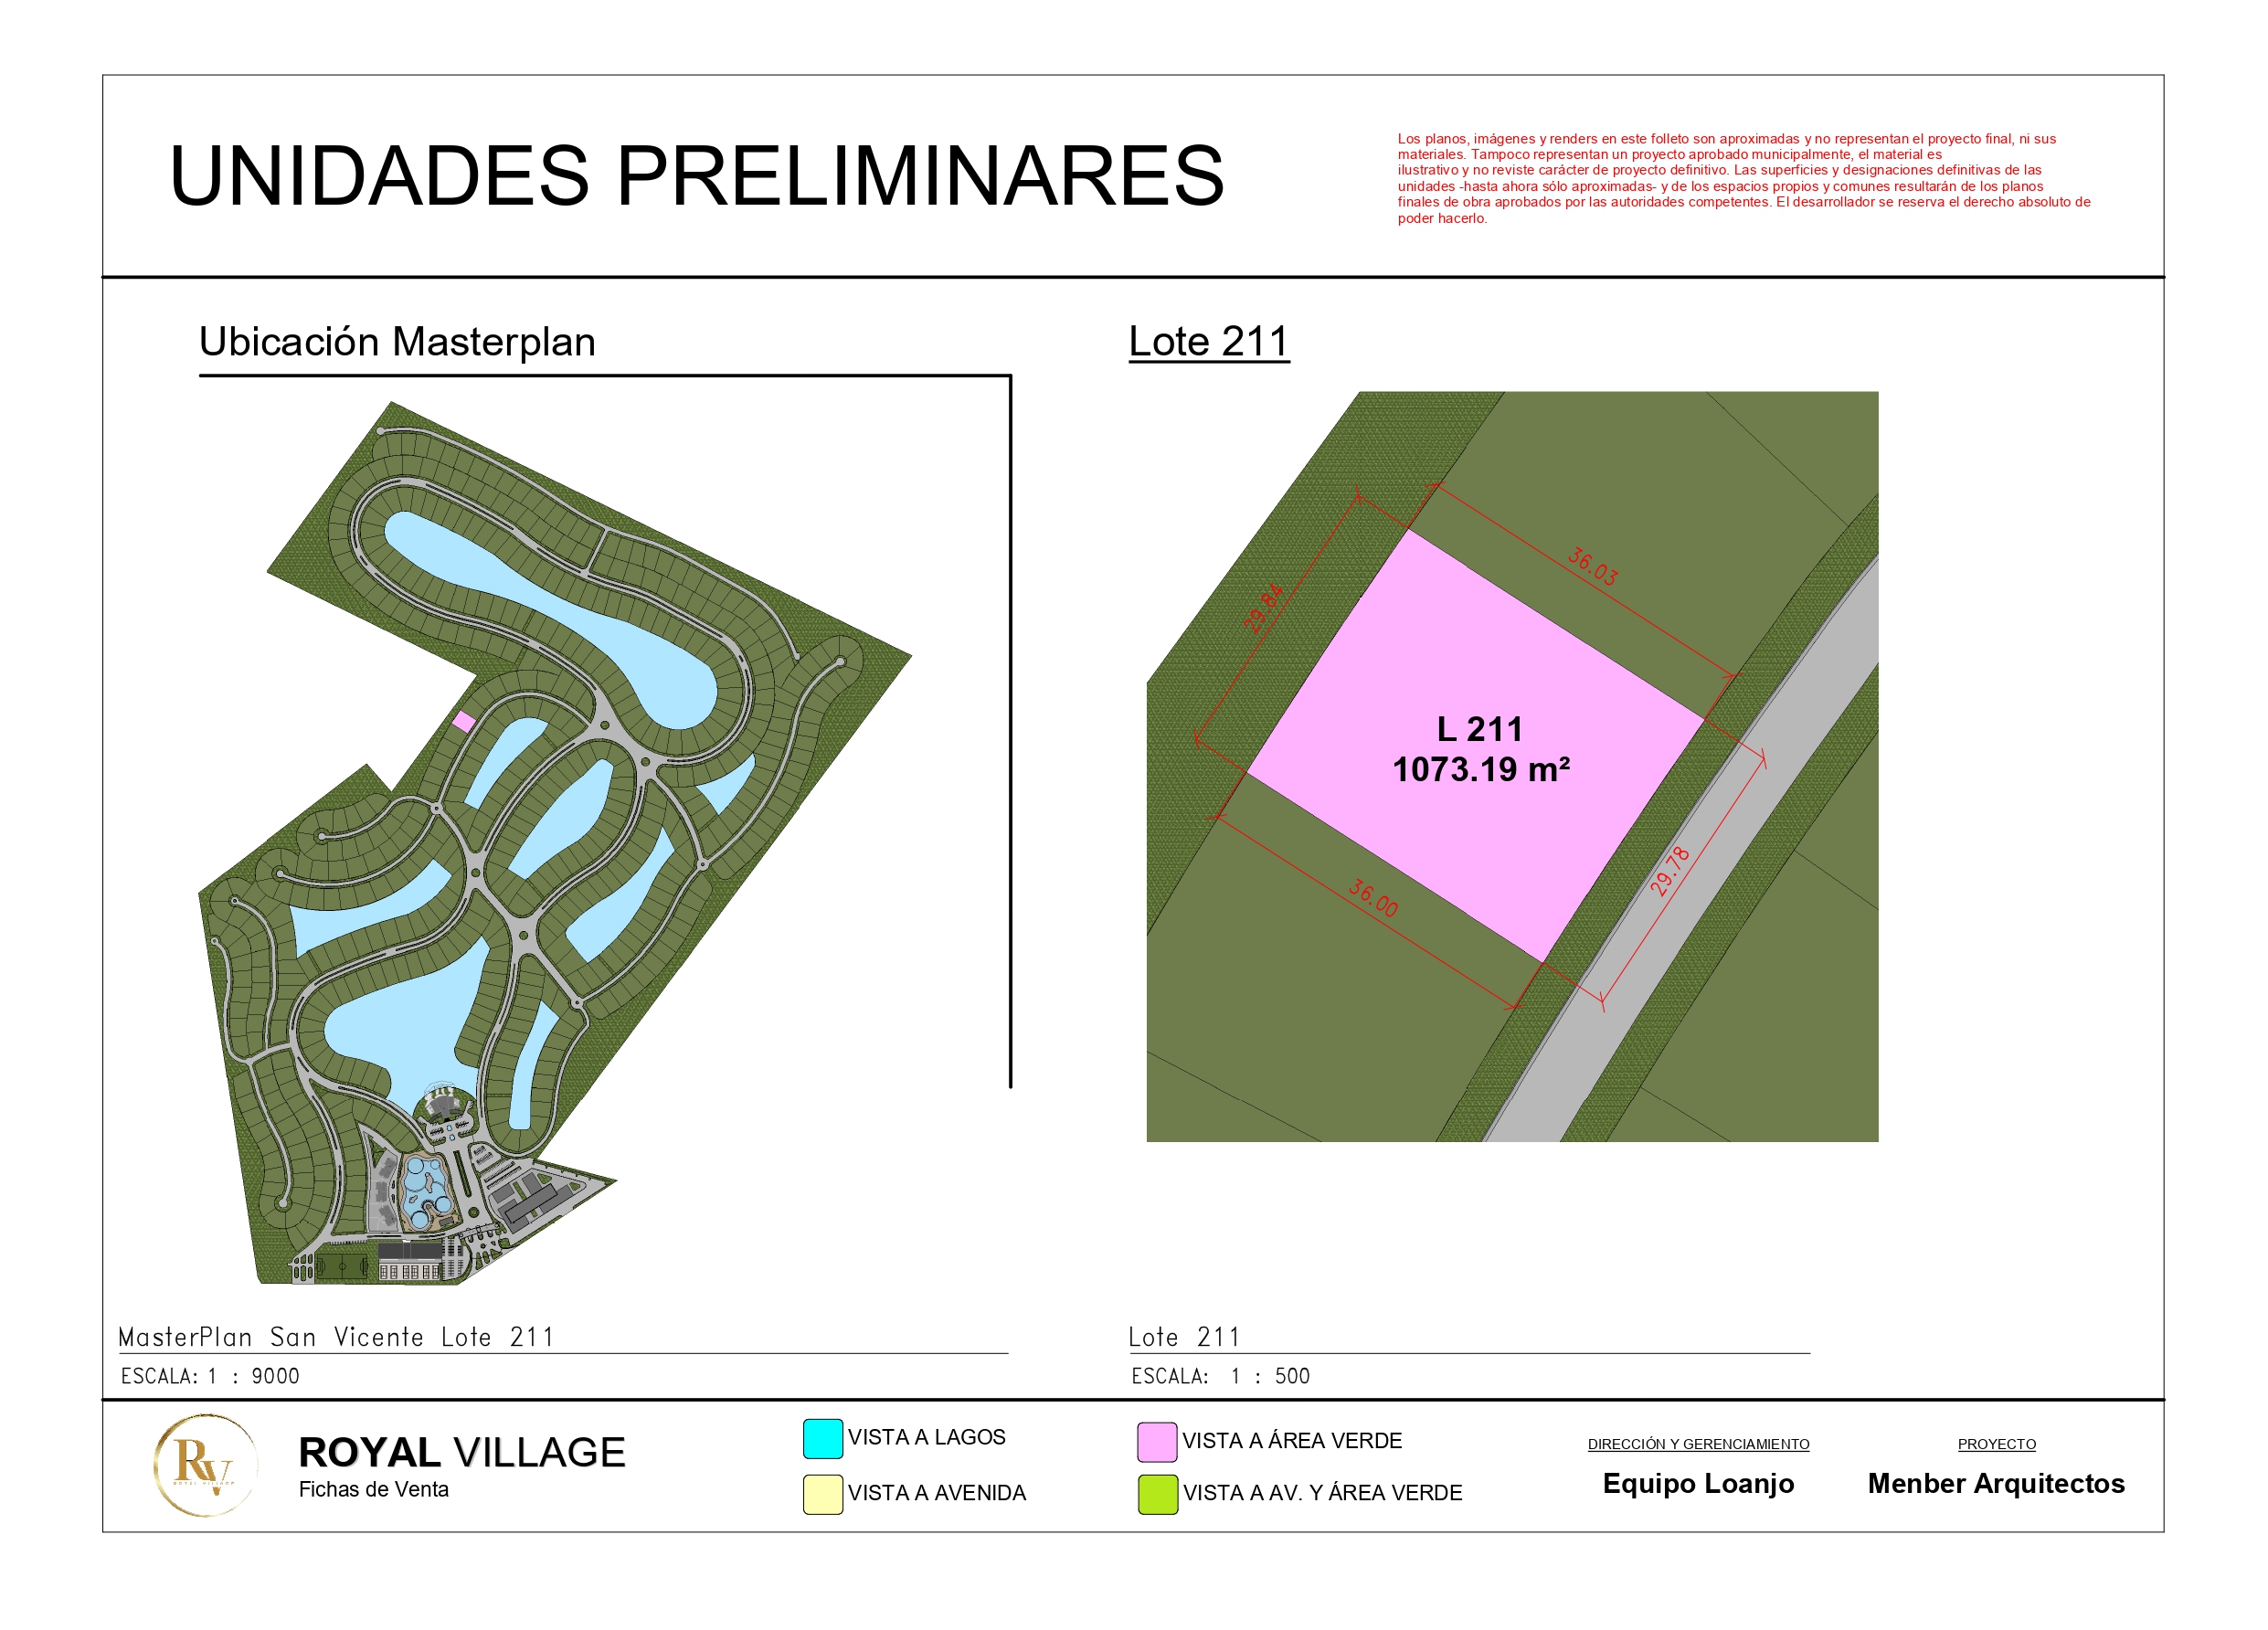 UNIDADES PRELIMINARES
Los planos, imágenes y renders en este folleto son aproximadas y no representan el proyecto final, ni sus
materiales. Tampoco representan un proyecto aprobado municipalmente, el material es
ilustrativo y no reviste carácter de proyecto definitivo. Las superficies y designaciones definitivas de las
unidades -hasta ahora sólo aproximadas- y de los espacios propios y comunes resultarán de los planos
finales de obra aprobados por las autoridades competentes. El desarrollador se reserva el derecho absoluto de
poder hacerlo.
Ubicación Masterplan
Lote 211
36.03
29.84
L 211
1073.19 m²
29.78
36.00
MasterPlan San Vicente Lote 211
ESCALA: 1 : 9000
Lote 211
ESCALA: 1 : 500
RV
ROYAL VILLAGE
ROYAL VILLAGE
Fichas de Venta
VISTA A LAGOS
VISTA A AVENIDA
VISTA A ÁREA VERDE
VISTA A AV. Y ÁREA VERDE
DIRECCIÓN Y GERENCIAMIENTO
Equipo Loanjo
PROYECTO
Menber Arquitectos